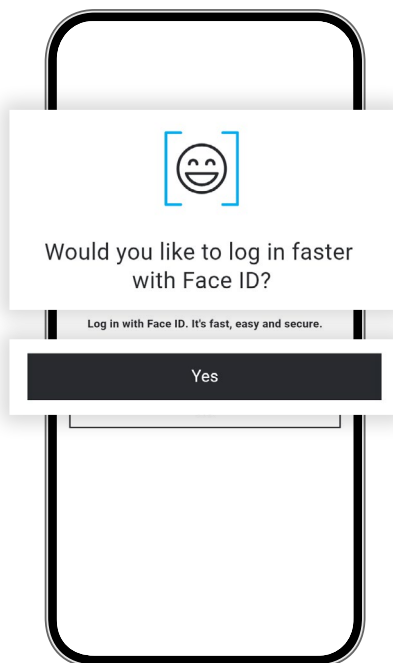 Would you like to log in faster
with Face ID?
Log in with Face ID. It's fast, easy and secure.
Yes